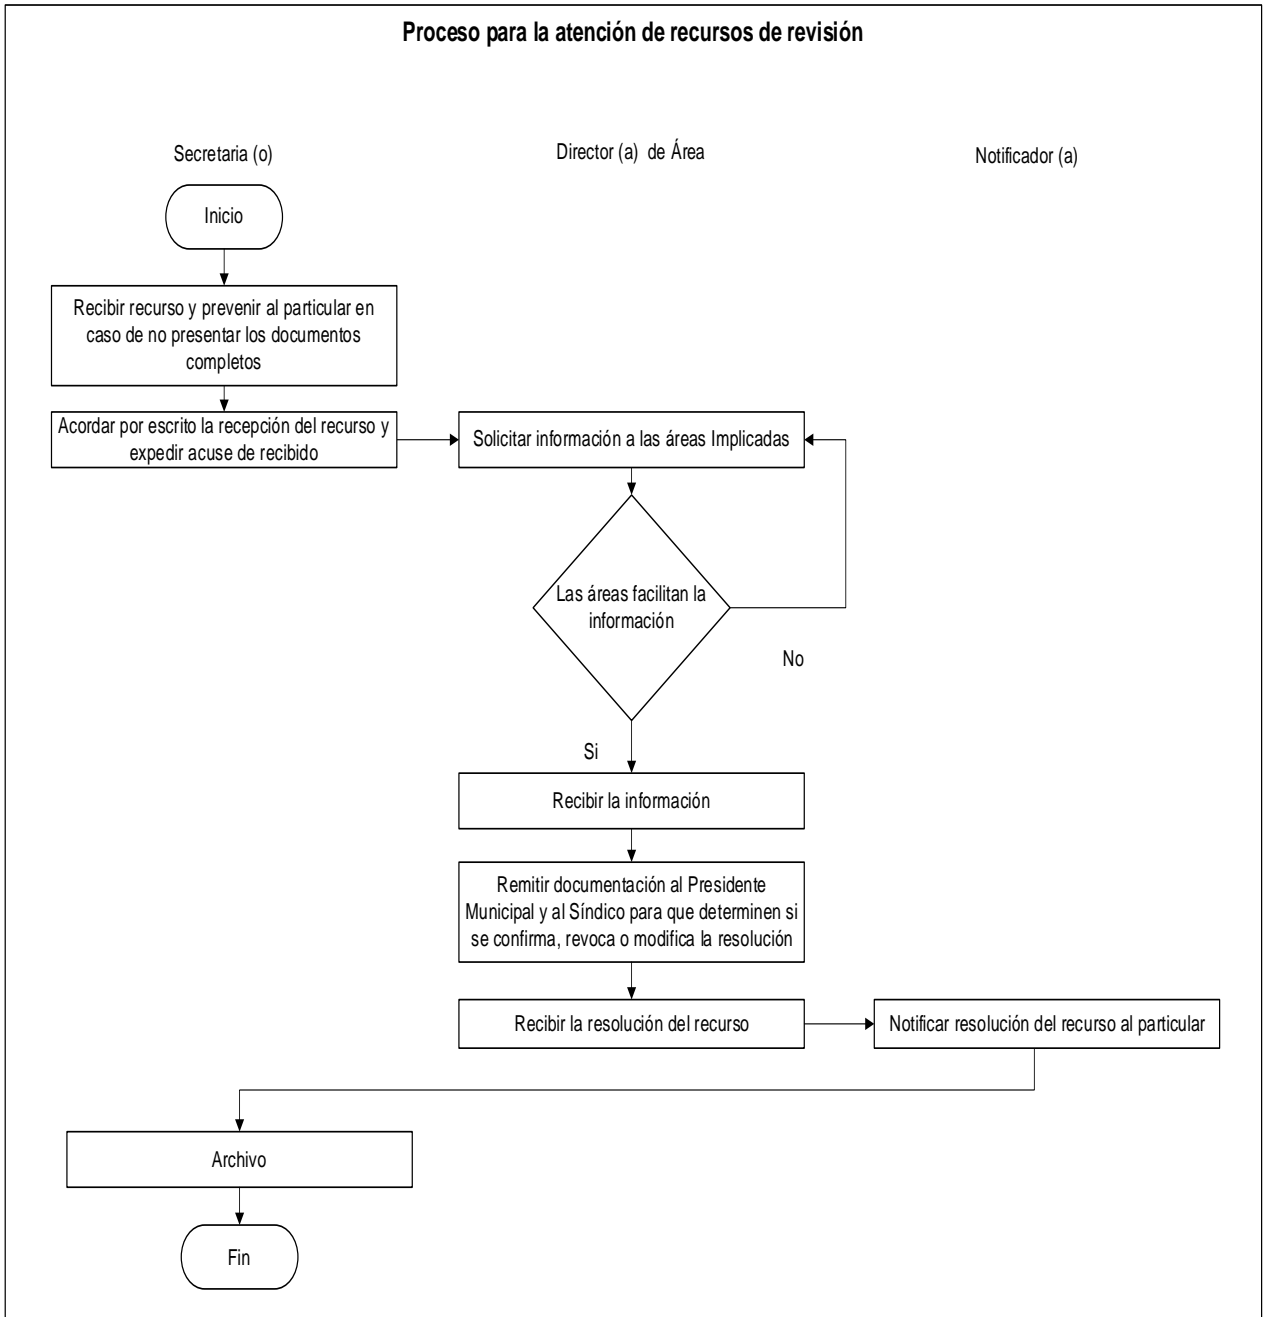 Proceso para la atención de recursos de revisión
Secretaria (o)
Director (a) de Área
Notificador (a)
Inicio
Recibir recurso y prevenir al particular en
caso de no presentar los documentos
completos
Acordar por escrito la recepción del recurso y
expedir acuse de recibido
Solicitar información a las áreas Implicadas
Las áreas facilitan la
información
No
Si
Recibir la información
Remitir documentación al Presidente
Municipal y al Síndico para que determinen si
se confirma, revoca o modifica la resolución
Recibir la resolución del recurso
Notificar resolución del recurso al particular
Archivo
Fin